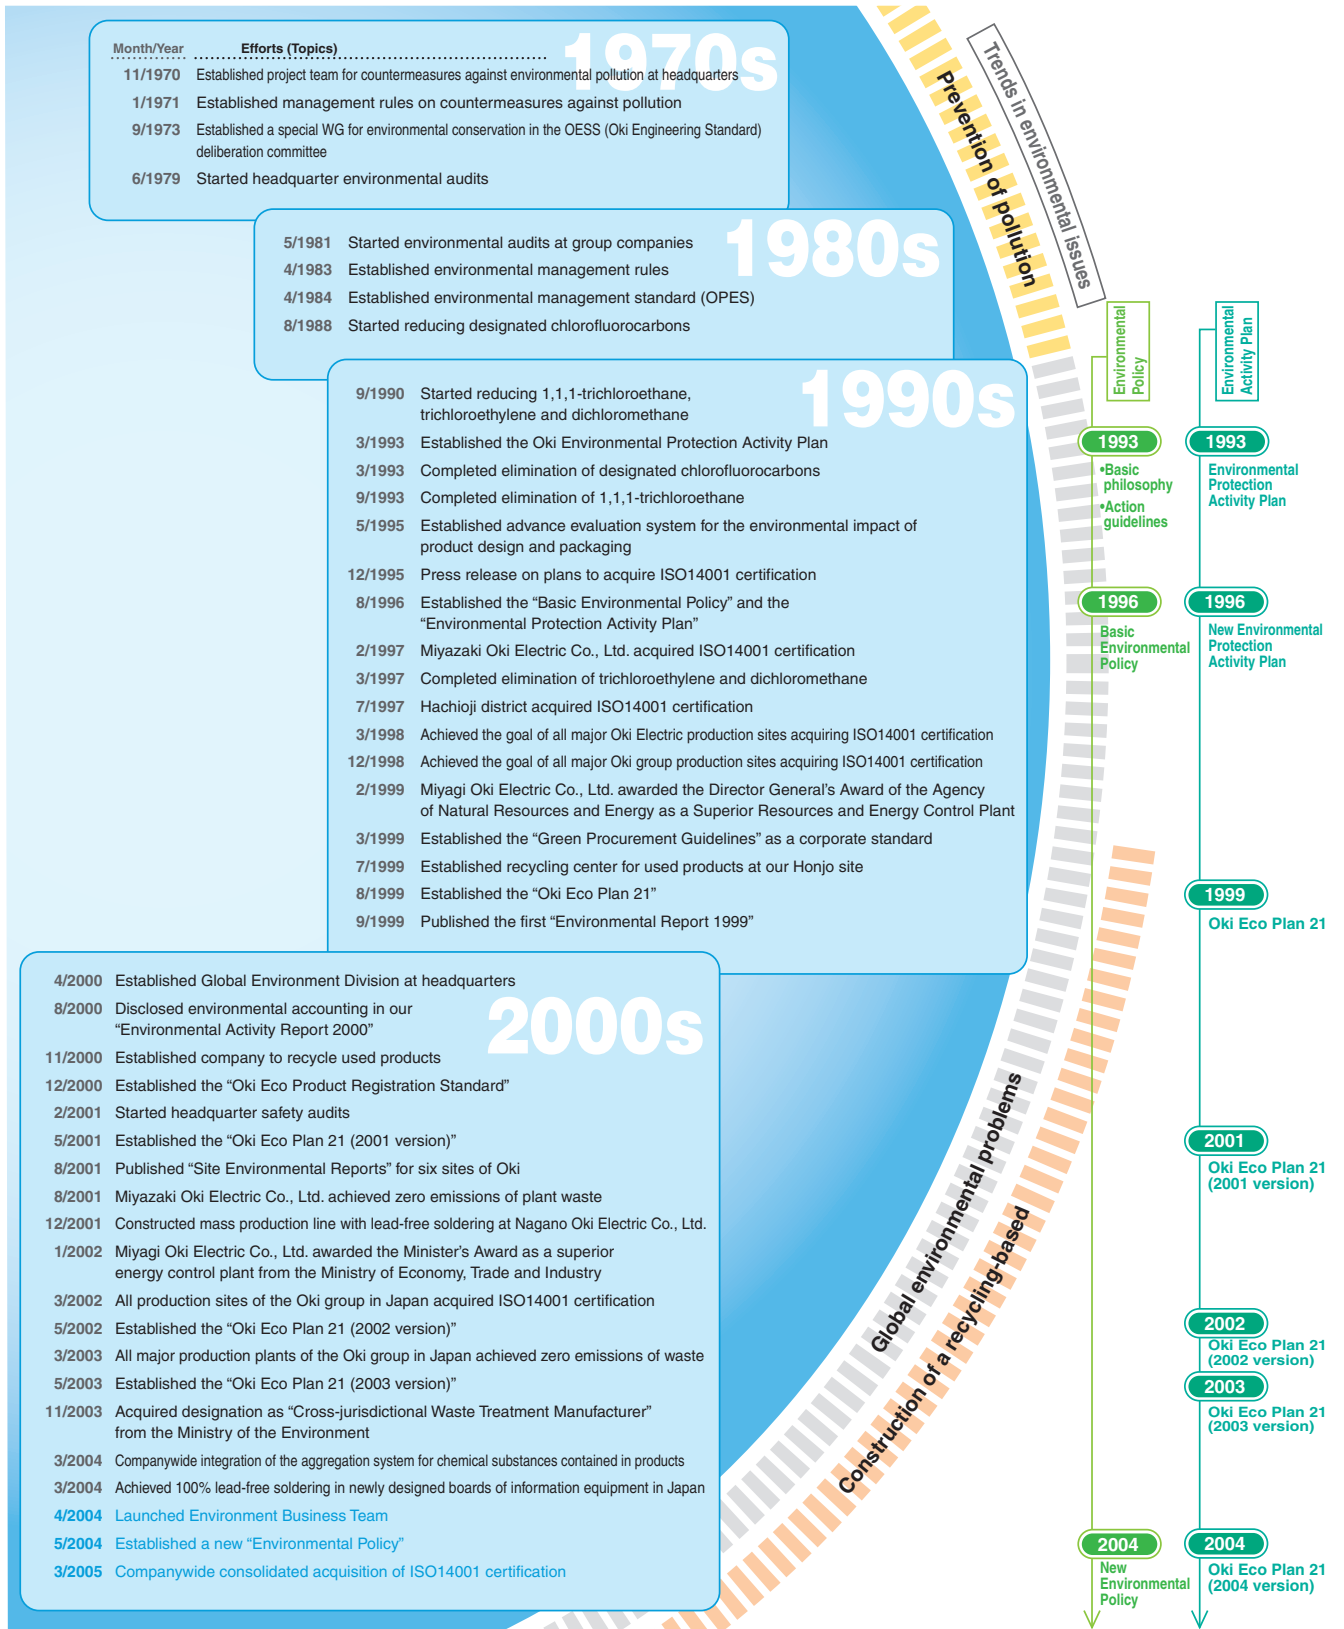 1970s
Month/Year Efforts (Topics)
11/1970 Established project team for countermeasures against environmental pollution at headquarters
1/1971 Established management rules on countermeasures against pollution
9/1973 Established a special WG for environmental conservation in the OESS (Oki Engineering Standard)
deliberation committee
6/1979 Started headquarter environmental audits
1980s
5/1981 Started environmental audits at group companies
4/1983 Established environmental management rules
4/1984 Established environmental management standard (OPES)
8/1988 Started reducing designated chlorofluorocarbons
1990s
9/1990 Started reducing 1,1,1-trichloroethane,
trichloroethylene and dichloromethane
3/1993 Established the Oki Environmental Protection Activity Plan
3/1993 Completed elimination of designated chlorofluorocarbons
9/1993 Completed elimination of 1,1,1-trichloroethane
5/1995 Established advance evaluation system for the environmental impact of
product design and packaging
12/1995 Press release on plans to acquire ISO14001 certification
8/1996 Established the “Basic Environmental Policy” and the
“Environmental Protection Activity Plan”
2/1997 Miyazaki Oki Electric Co., Ltd. acquired ISO14001 certification
3/1997 Completed elimination of trichloroethylene and dichloromethane
7/1997 Hachioji district acquired ISO14001 certification
3/1998 Achieved the goal of all major Oki Electric production sites acquiring ISO14001 certification
12/1998 Achieved the goal of all major Oki group production sites acquiring ISO14001 certification
2/1999 Miyagi Oki Electric Co., Ltd. awarded the Director General’s Award of the Agency
of Natural Resources and Energy as a Superior Resources and Energy Control Plant
3/1999 Established the “Green Procurement Guidelines” as a corporate standard
7/1999 Established recycling center for used products at our Honjo site
8/1999 Established the “Oki Eco Plan 21”
9/1999 Published the first “Environmental Report 1999”
2000s
4/2000 Established Global Environment Division at headquarters
8/2000 Disclosed environmental accounting in our
“Environmental Activity Report 2000”
11/2000 Established company to recycle used products
12/2000 Established the “Oki Eco Product Registration Standard”
2/2001 Started headquarter safety audits
5/2001 Established the “Oki Eco Plan 21 (2001 version)”
8/2001 Published “Site Environmental Reports” for six sites of Oki
8/2001 Miyazaki Oki Electric Co., Ltd. achieved zero emissions of plant waste
12/2001 Constructed mass production line with lead-free soldering at Nagano Oki Electric Co., Ltd.
1/2002 Miyagi Oki Electric Co., Ltd. awarded the Minister’s Award as a superior
energy control plant from the Ministry of Economy, Trade and Industry
3/2002 All production sites of the Oki group in Japan acquired ISO14001 certification
5/2002 Established the “Oki Eco Plan 21 (2002 version)”
3/2003 All major production plants of the Oki group in Japan achieved zero emissions of waste
5/2003 Established the “Oki Eco Plan 21 (2003 version)”
11/2003 Acquired designation as “Cross-jurisdictional Waste Treatment Manufacturer”
from the Ministry of the Environment
3/2004 Companywide integration of the aggregation system for chemical substances contained in products
3/2004 Achieved 100% lead-free soldering in newly designed boards of information equipment in Japan
4/2004 Launched Environment Business Team
5/2004 Established a new “Environmental Policy”
3/2005 Companywide consolidated acquisition of ISO14001 certification
Trends in environmental issues
Prevention of pollution
Global environmental problems
Construction of a recycling-based
Environmental
Policy
1993
•Basic
philosophy
•Action
guidelines
1996
Basic
Environmental
Policy
2004
New
Environmental
Policy
Environmental
Activity Plan
1993
Environmental
Protection
Activity Plan
1996
New Environmental
Protection
Activity Plan
1999
Oki Eco Plan 21
2001
Oki Eco Plan 21
(2001 version)
2002
Oki Eco Plan 21
(2002 version)
2003
Oki Eco Plan 21
(2003 version)
2004
Oki Eco Plan 21
(2004 version)